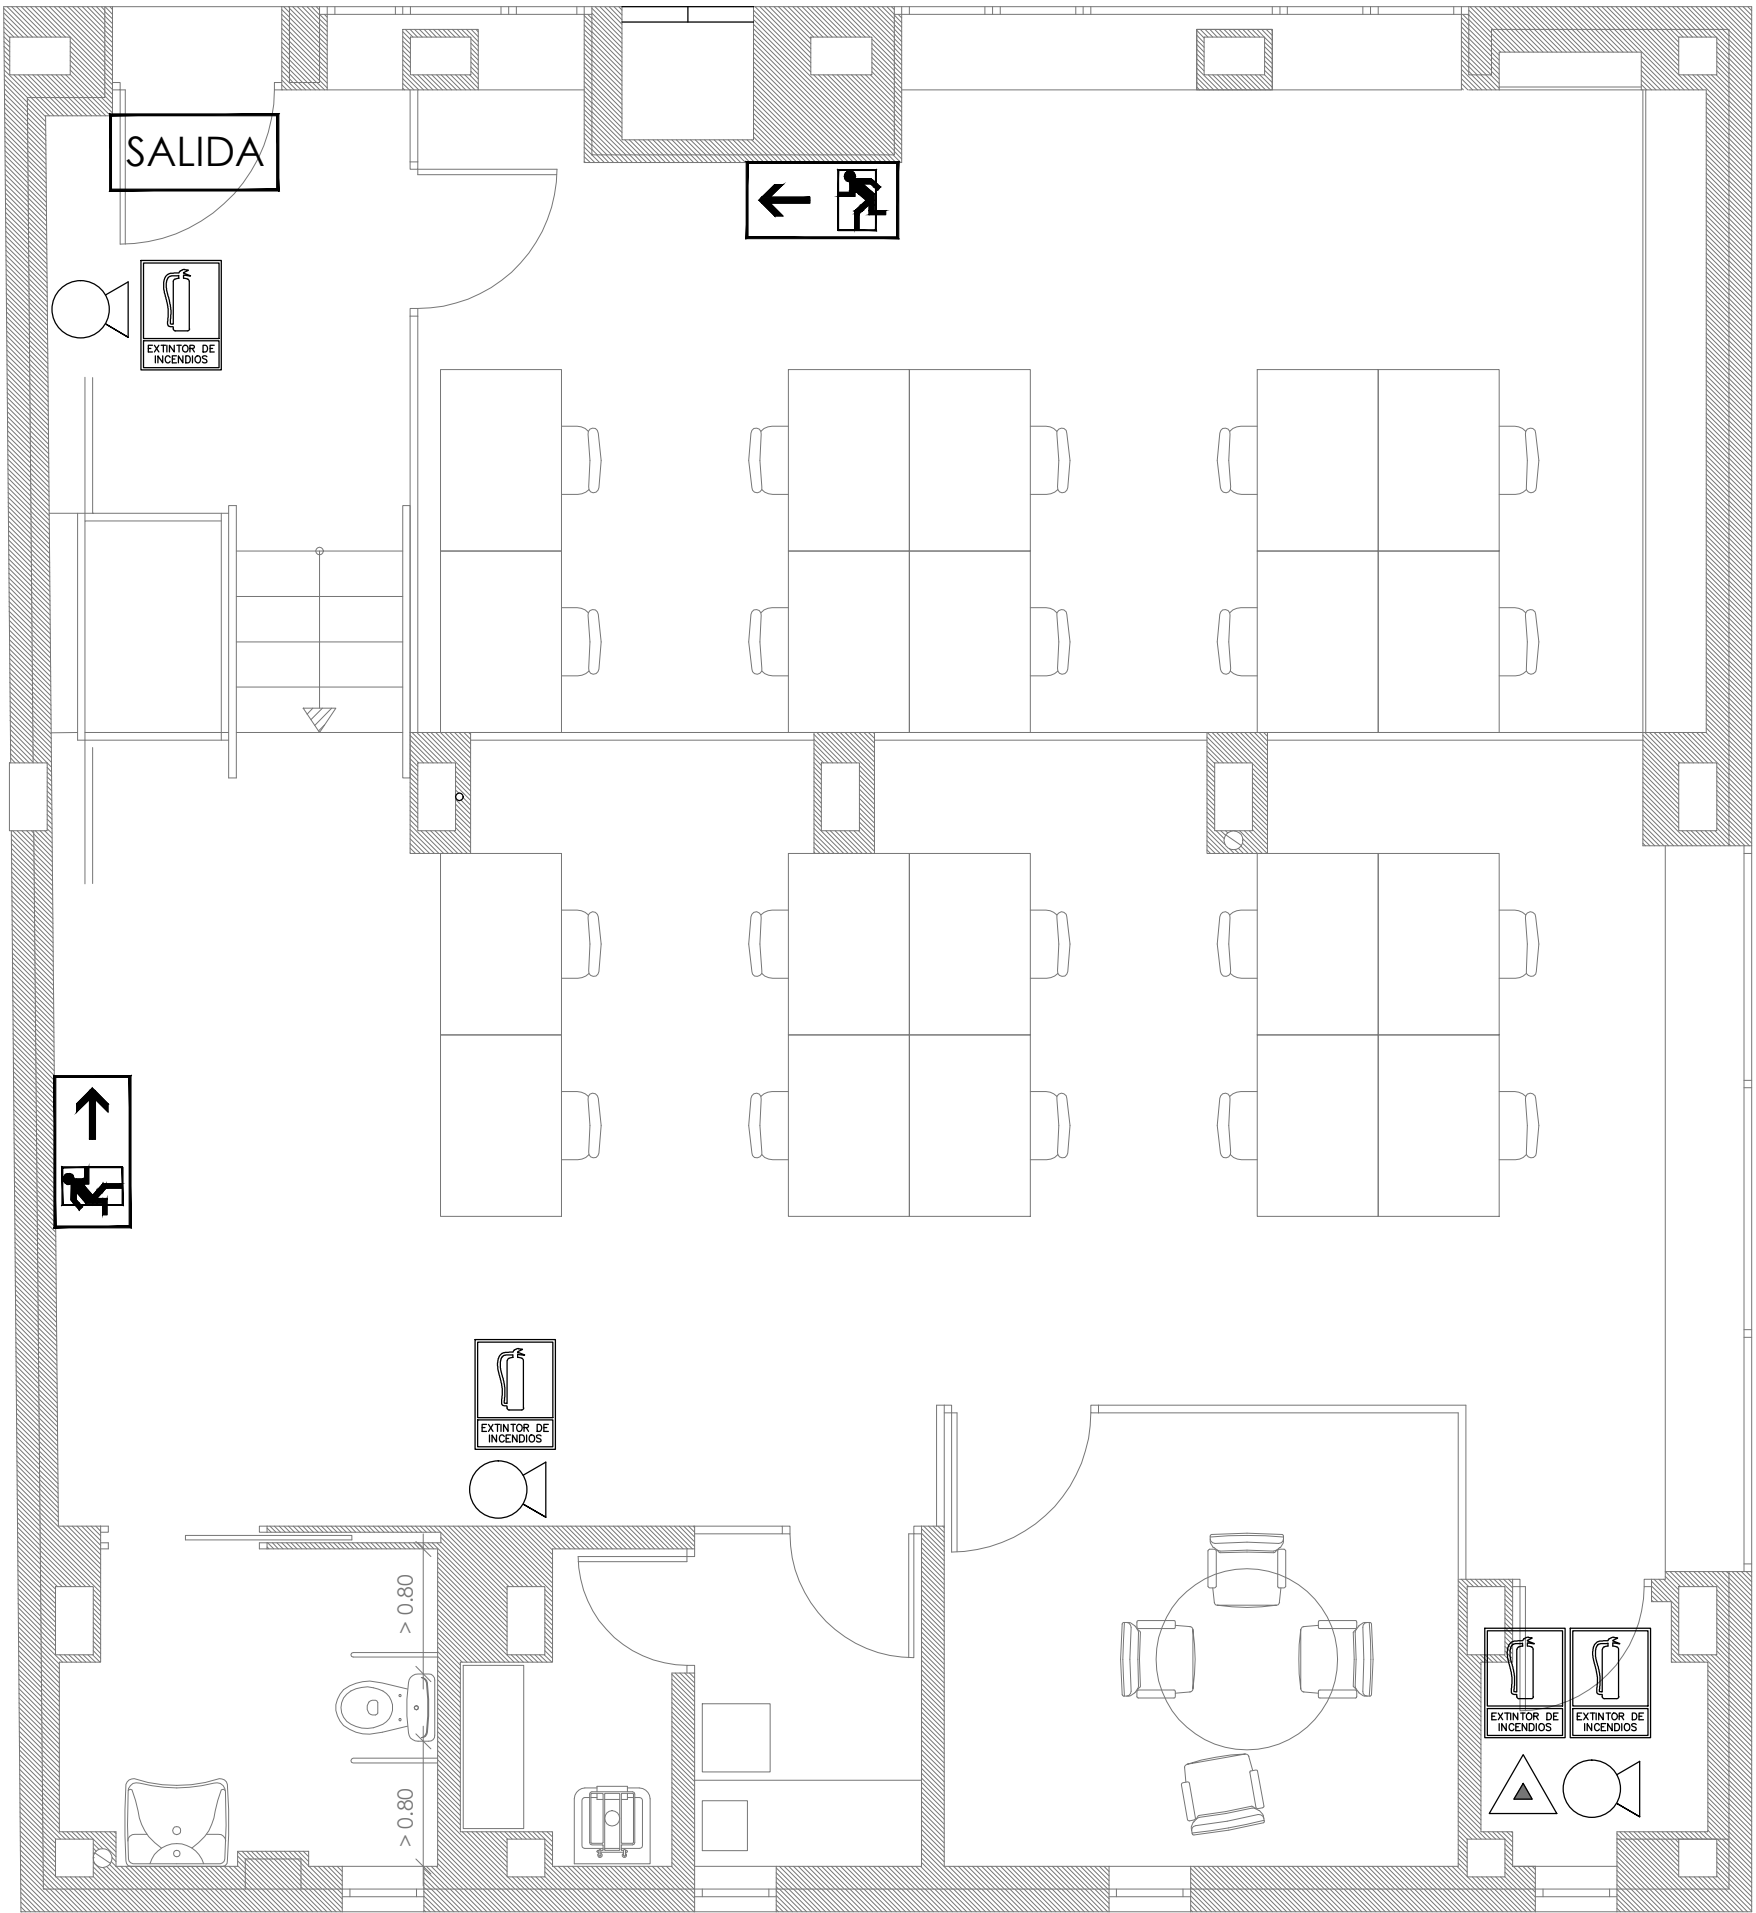 SALIDA
EXTINTOR DE
INCENDIOS
EXTINTOR DE
INCENDIOS
> 0.80
EXTINTOR DE
INCENDIOS
EXTINTOR DE
INCENDIOS
> 0.80